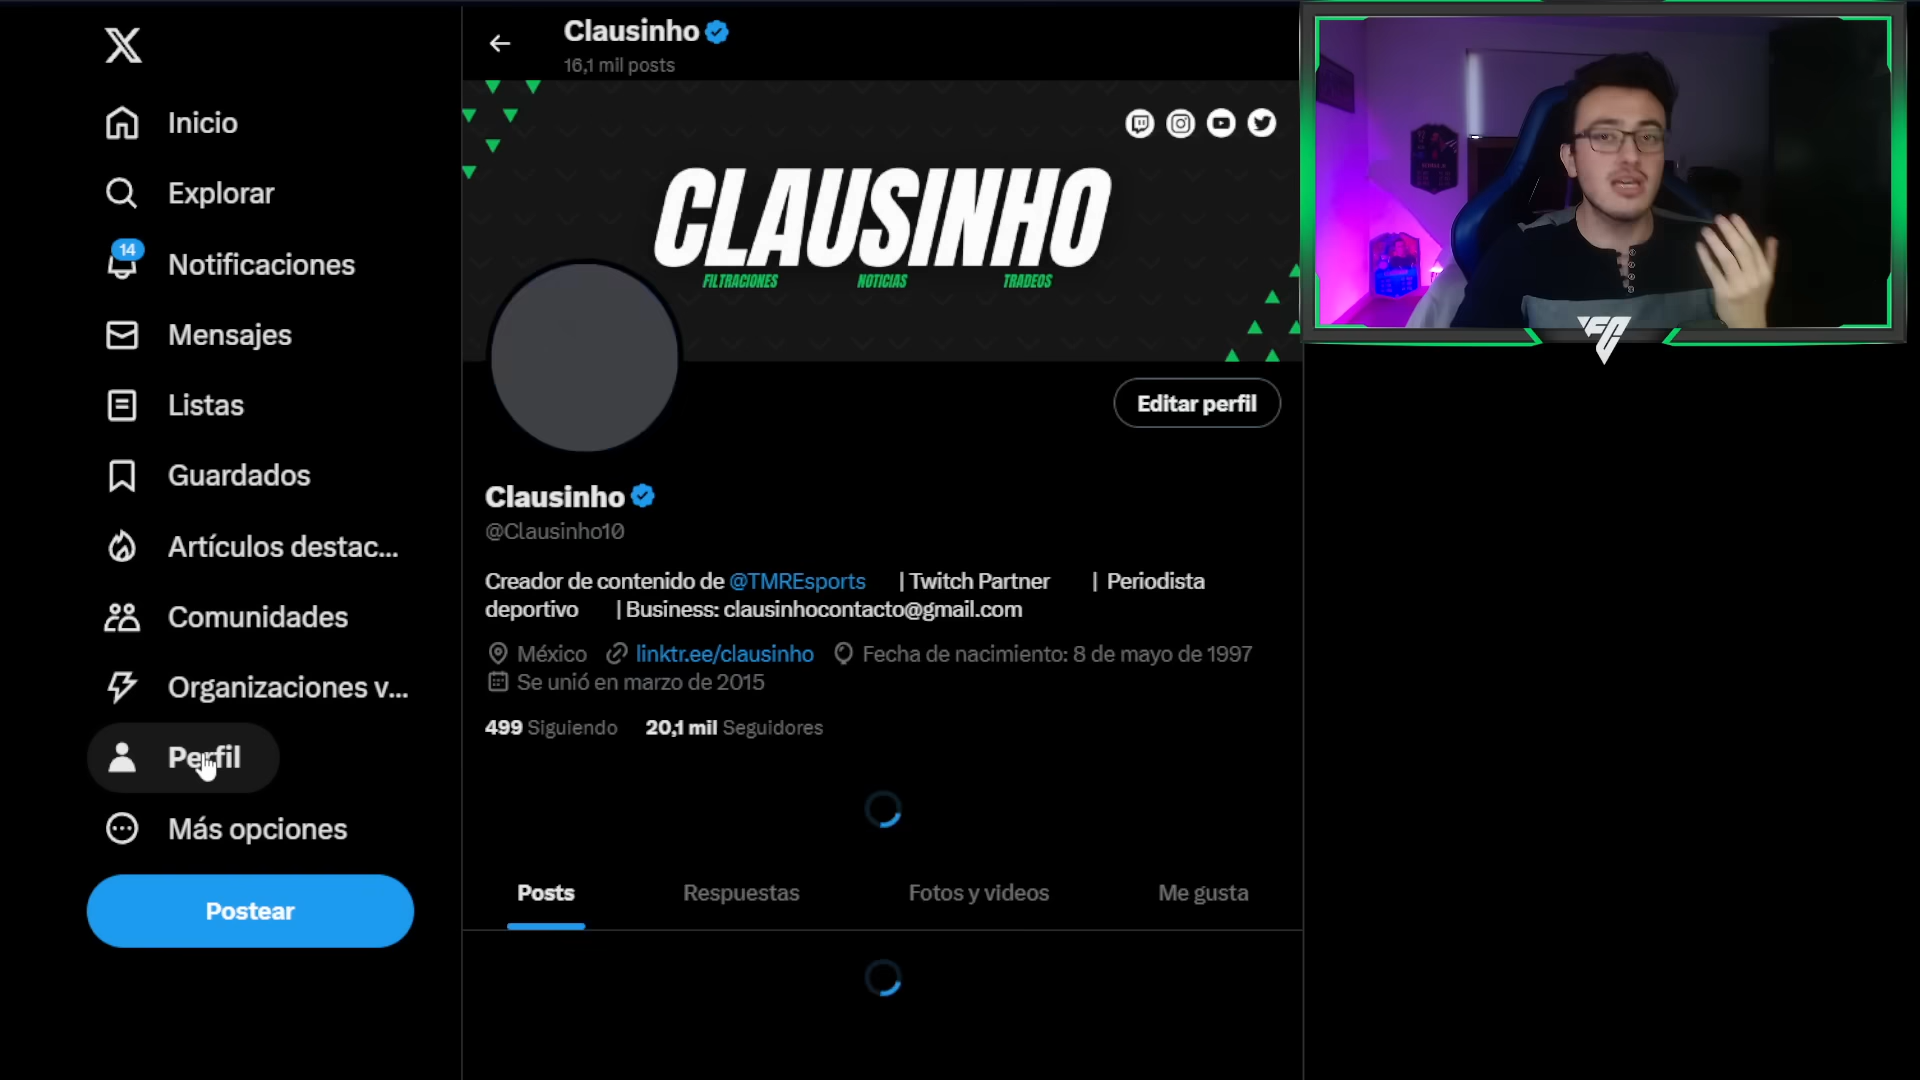 Inicio
Explorar
14
Notificaciones
Mensajes
Listas
Guardados
Artículos destac...
Comunidades
Organizaciones v...
Perfil
Más opciones
Postear
Clausinho
16,1 mil posts
CLAUSINHO
FILTRACIONES NOTICIAS TRADEOS
Editar perfil
Clausinho
@Clausinho10
Creador de contenido de @TMREsports | Twitch Partner | Periodista
deportivo | Business: clausinhocontacto@gmail.com
México linktr.ee/clausinho Fecha de nacimiento: 8 de mayo de 1997
Se unió en marzo de 2015
499 Siguiendo 20,1 mil Seguidores
Posts Respuestas Fotos y videos Me gusta
FC